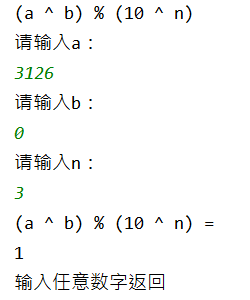 (a ^ b) % (10 ^ n)
请输入a：
3126
请输入b：
0
请输入n：
3
(a ^ b) % (10 ^ n) =
1
输入任意数字返回